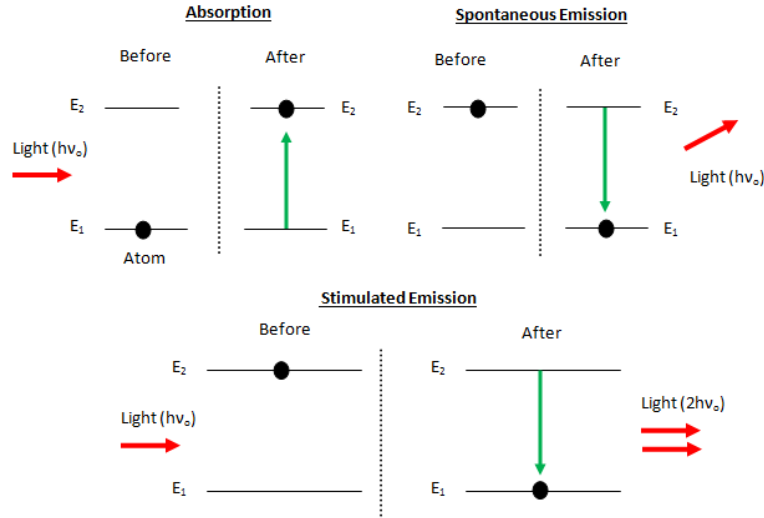 Absorption
Spontaneous Emission
Before
After
Before
After
E₂
E₂
E₂
E₂
Light (hνₒ)
Light (hνₒ)
E₁
E₁
E₁
E₁
Atom
Stimulated Emission
Before
After
E₂
E₂
Light (hνₒ)
Light (2hνₒ)
E₁
E₁